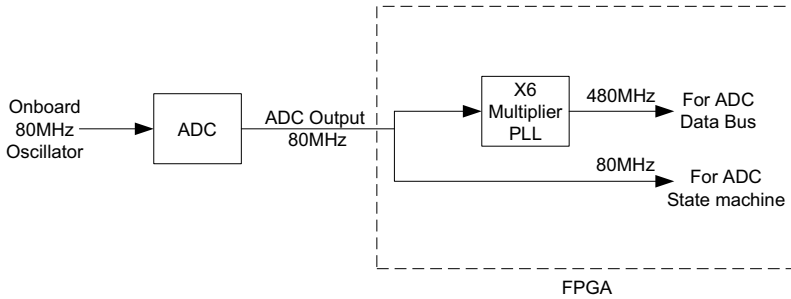 Onboard
80MHz
Oscillator
ADC
ADC Output
80MHz
X6
Multiplier
PLL
480MHz
For ADC
Data Bus
80MHz
For ADC
State machine
FPGA